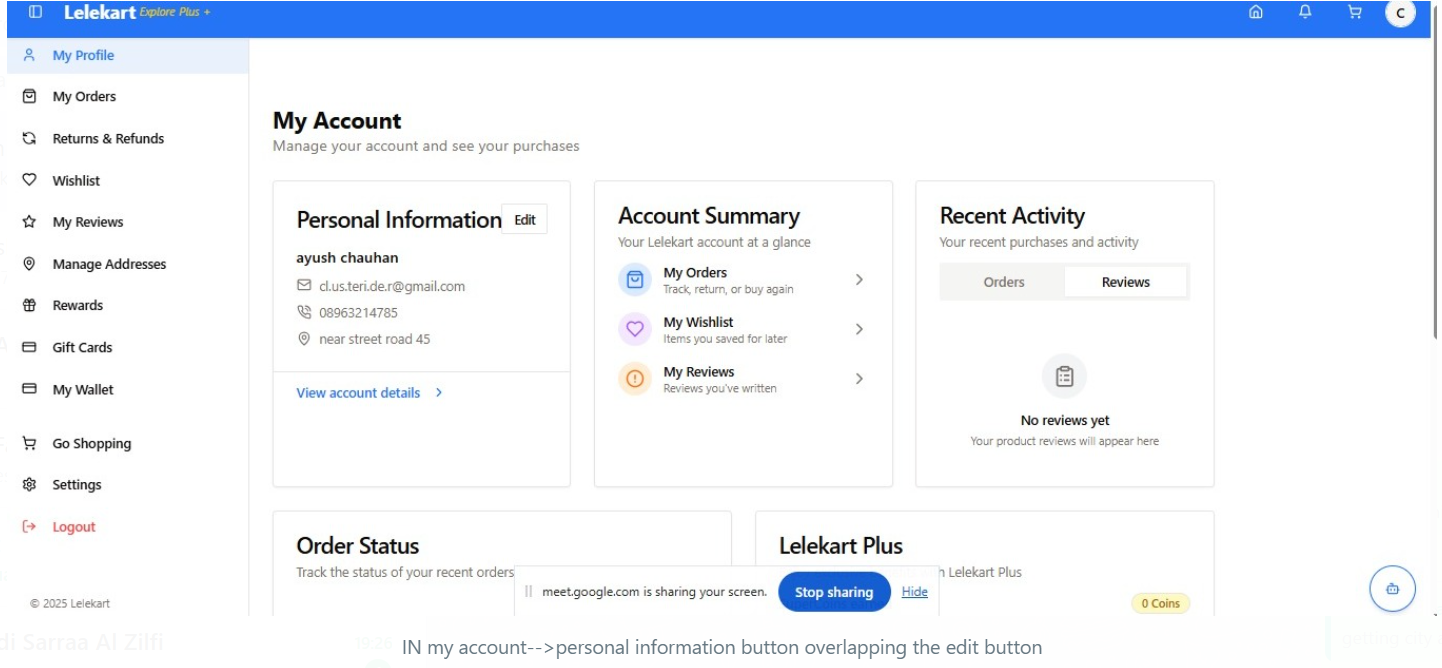 Lelekart Explore Plus +
C
My Profile
My Orders
Returns & Refunds
Wishlist
My Reviews
Manage Addresses
Rewards
Gift Cards
My Wallet
Go Shopping
Settings
Logout
© 2025 Lelekart
My Account
Manage your account and see your purchases
Personal Information
Edit
ayush chauhan
cl.us.teri.de.r@gmail.com
08963214785
near street road 45
View account details
Account Summary
Your Lelekart account at a glance
My Orders
Track, return, or buy again
My Wishlist
Items you saved for later
My Reviews
Reviews you've written
Recent Activity
Your recent purchases and activity
Orders
Reviews
No reviews yet
Your product reviews will appear here
Order Status
Track the status of your recent orders
Lelekart Plus
h Lelekart Plus
0 Coins
meet.google.com is sharing your screen.
Stop sharing
Hide
di Sarraa Al Zilfi
IN my account-->personal information button overlapping the edit button